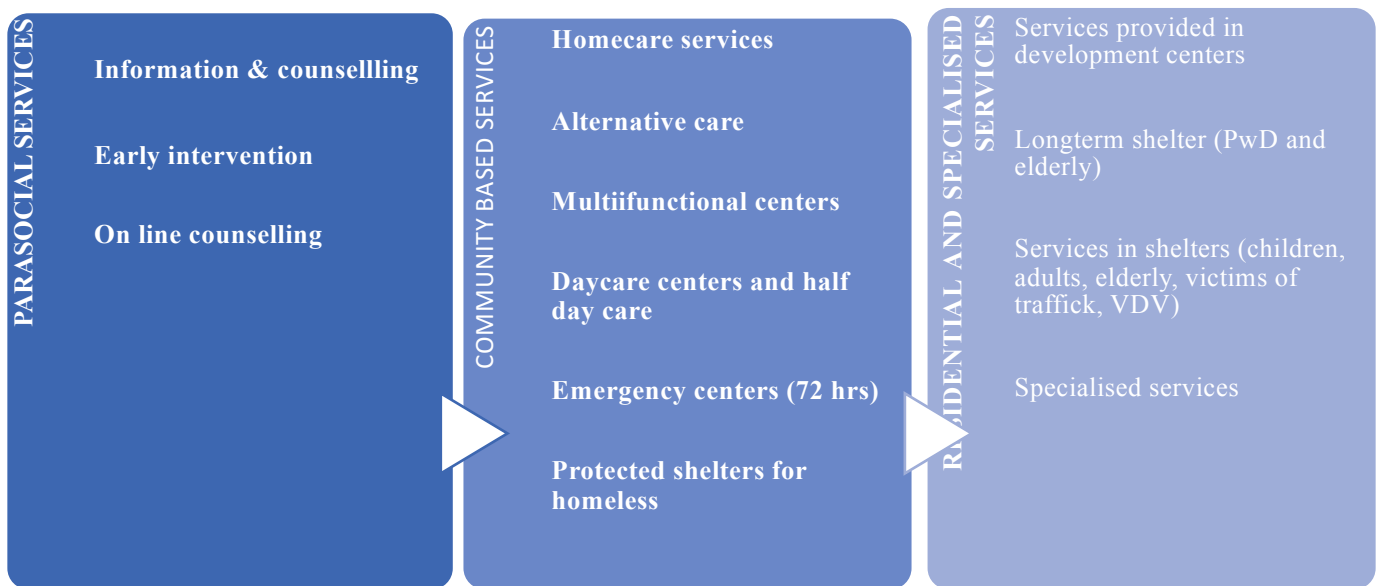 PARASOCIAL SERVICES
Information & counsellling
Early intervention
On line counselling
COMMUNITY BASED SERVICES
Homecare services
Alternative care
Multiifunctional centers
Daycare centers and half
day care
Emergency centers (72 hrs)
Protected shelters for
homeless
RESIDENTIAL AND SPECIALISED
SERVICES
Services provided in
development centers
Longterm shelter (PwD and
elderly)
Services in shelters (children,
adults, elderly, victims of
traffick, VDV)
Specialised services